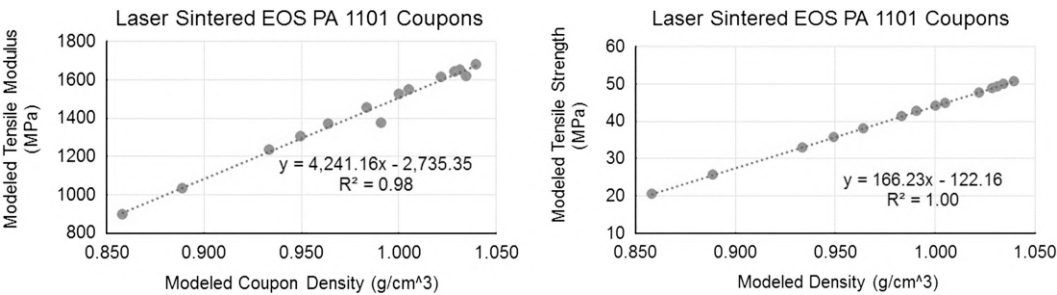 Laser Sintered EOS PA 1101 Coupons
Modeled Tensile Modulus
(MPa)
1800
1600
1400
1200
1000
800
y = 4,241.16x - 2,735.35
R² = 0.98
0.850
0.900
0.950
1.000
1.050
Modeled Coupon Density (g/cm^3)
Laser Sintered EOS PA 1101 Coupons
Modeled Tensile Strength
(MPa)
60
50
40
30
20
10
y = 166.23x - 122.16
R² = 1.00
0.850
0.900
0.950
1.000
1.050
Modeled Density (g/cm^3)